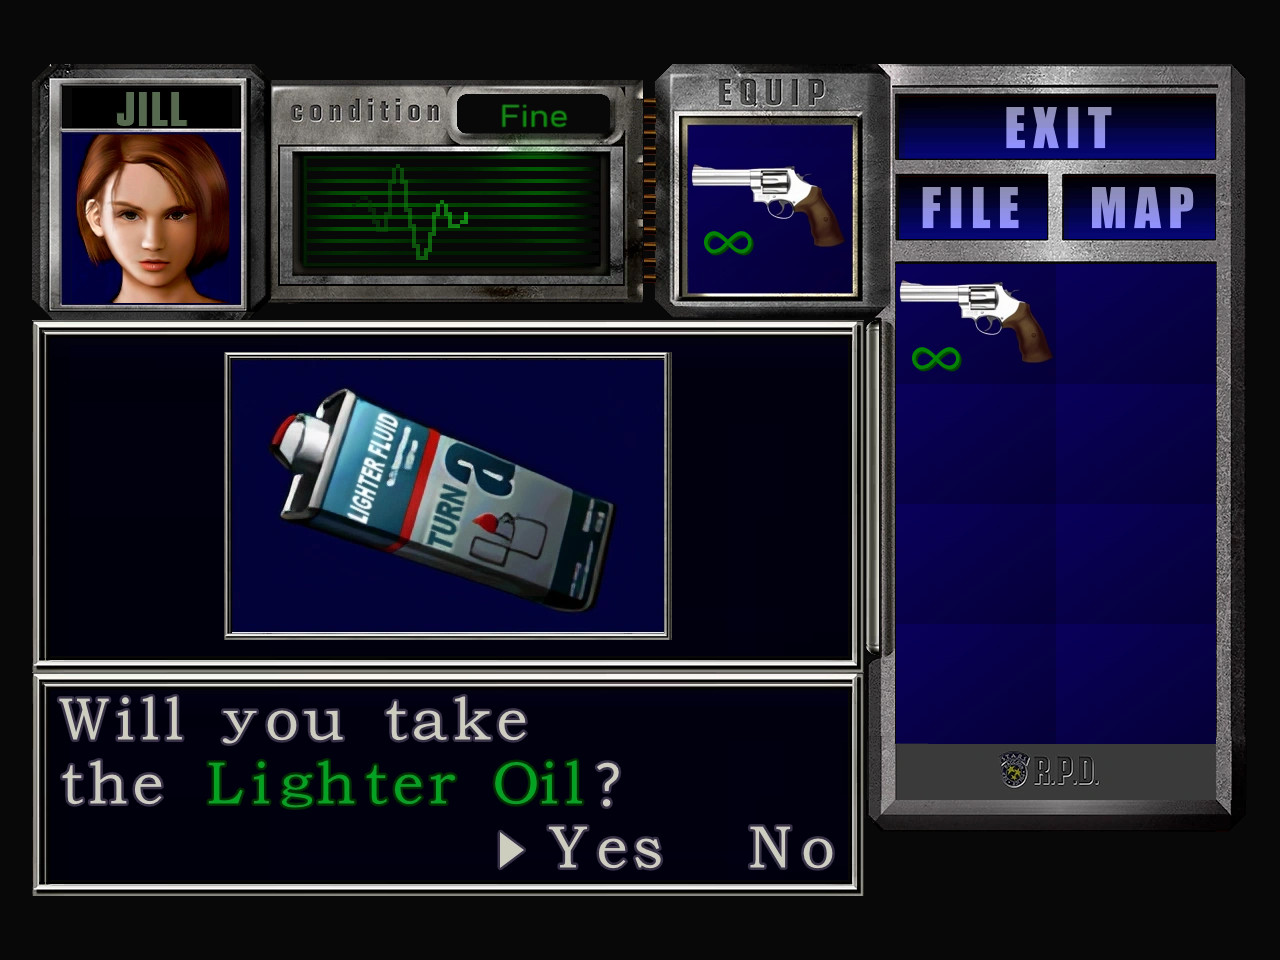 JILL
condition
Fine
EQUIP
EXIT
FILE
MAP
LIGHTER FLUID
TURN
a
R.P.D.
Will you take
the Lighter Oil?
Yes No